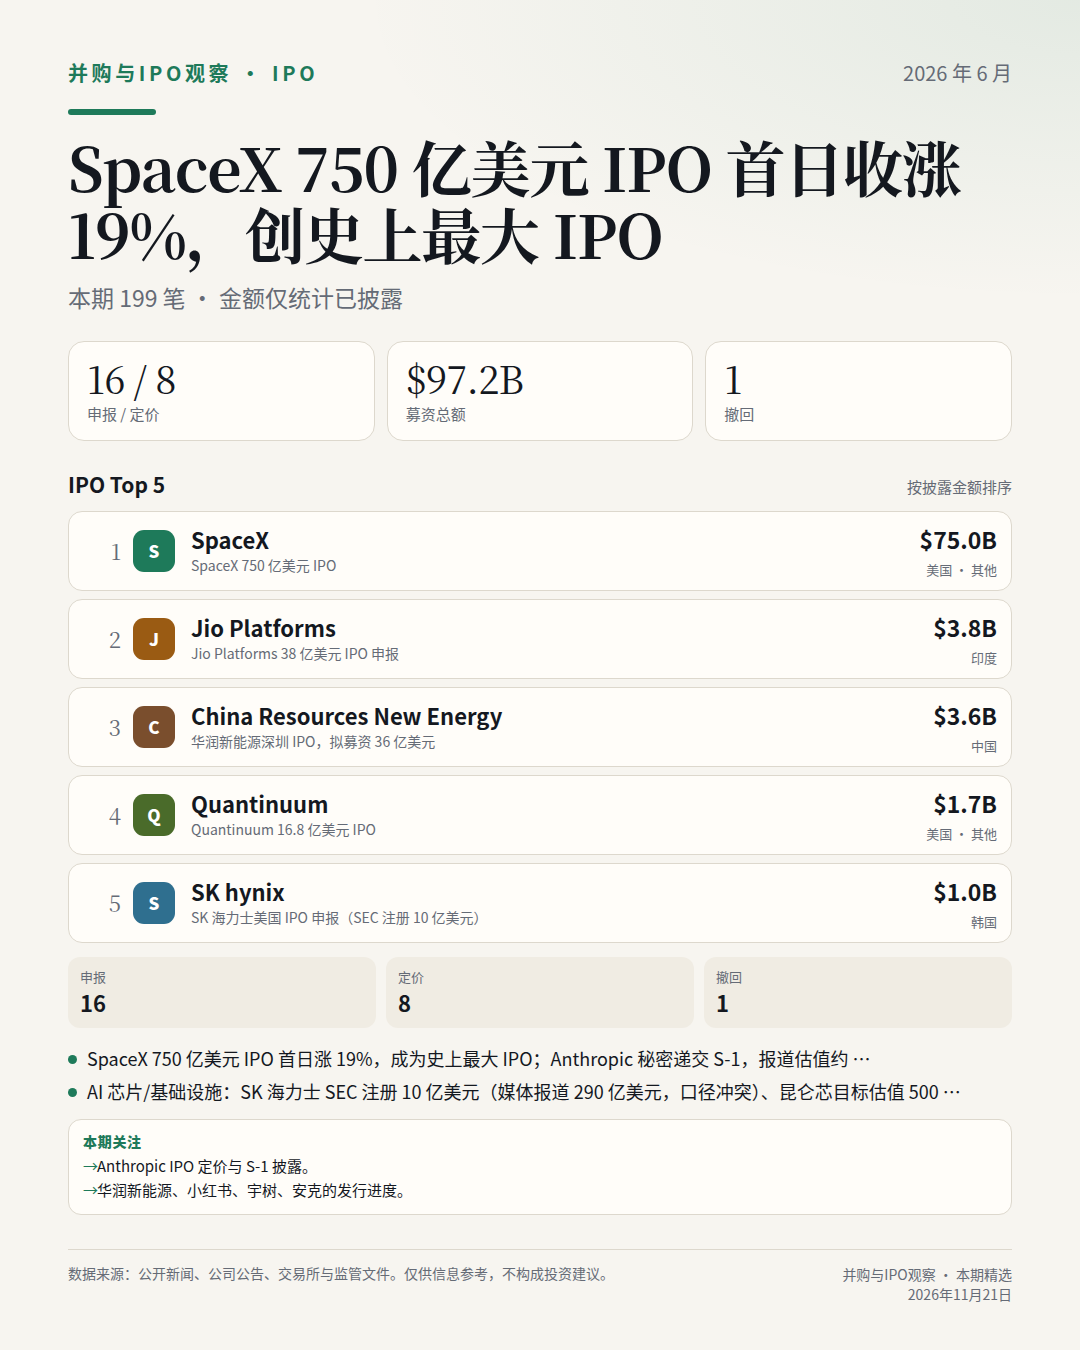 并购与IPO观察 · IPO
2026 年 6 月
SpaceX 750 亿美元 IPO 首日收涨
19%，创史上最大 IPO
本期 199 笔 · 金额仅统计已披露
16 / 8
申报 / 定价
$97.2B
募资总额
1
撤回
IPO Top 5
按披露金额排序
1
S
SpaceX
SpaceX 750 亿美元 IPO
$75.0B
美国 · 其他
2
J
Jio Platforms
Jio Platforms 38 亿美元 IPO 申报
$3.8B
印度
3
C
China Resources New Energy
华润新能源深圳 IPO，拟募资 36 亿美元
$3.6B
中国
4
Q
Quantinuum
Quantinuum 16.8 亿美元 IPO
$1.7B
美国 · 其他
5
S
SK hynix
SK 海力士美国 IPO 申报（SEC 注册 10 亿美元）
$1.0B
韩国
申报
16
定价
8
撤回
1
SpaceX 750 亿美元 IPO 首日涨 19%，成为史上最大 IPO；Anthropic 秘密递交 S-1，报道估值约 …
AI 芯片/基础设施：SK 海力士 SEC 注册 10 亿美元（媒体报道 290 亿美元，口径冲突）、昆仑芯目标估值 500 …
本期关注
→Anthropic IPO 定价与 S-1 披露。
→华润新能源、小红书、宇树、安克的发行进度。
数据来源：公开新闻、公司公告、交易所与监管文件。仅供信息参考，不构成投资建议。
并购与IPO观察 · 本期精选
2026年11月21日